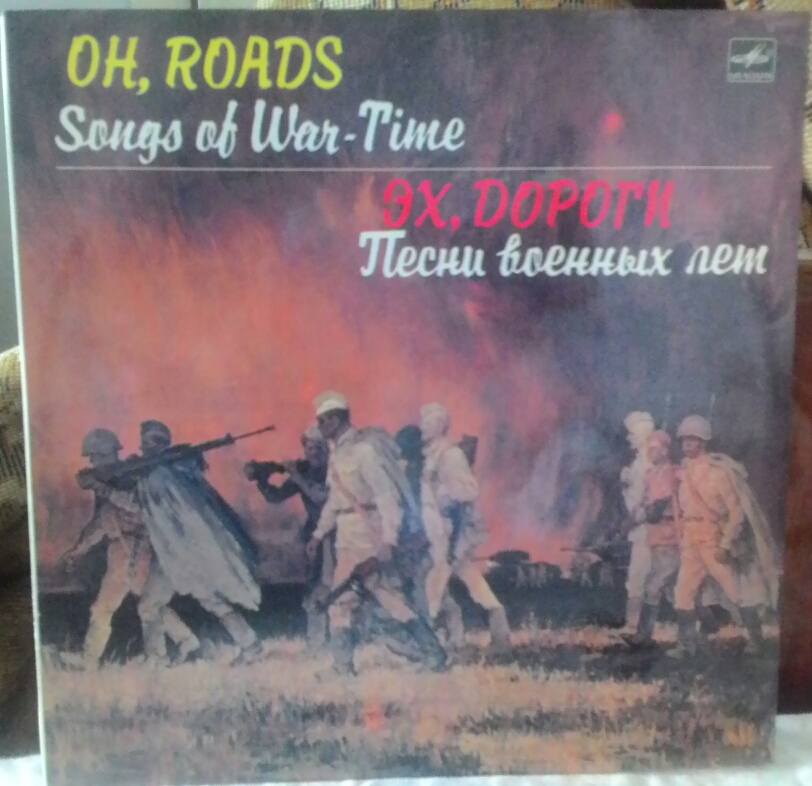 OH, ROADS
Songs of War-Time
ЭХ, ДОРОГИ
Песни военных лет